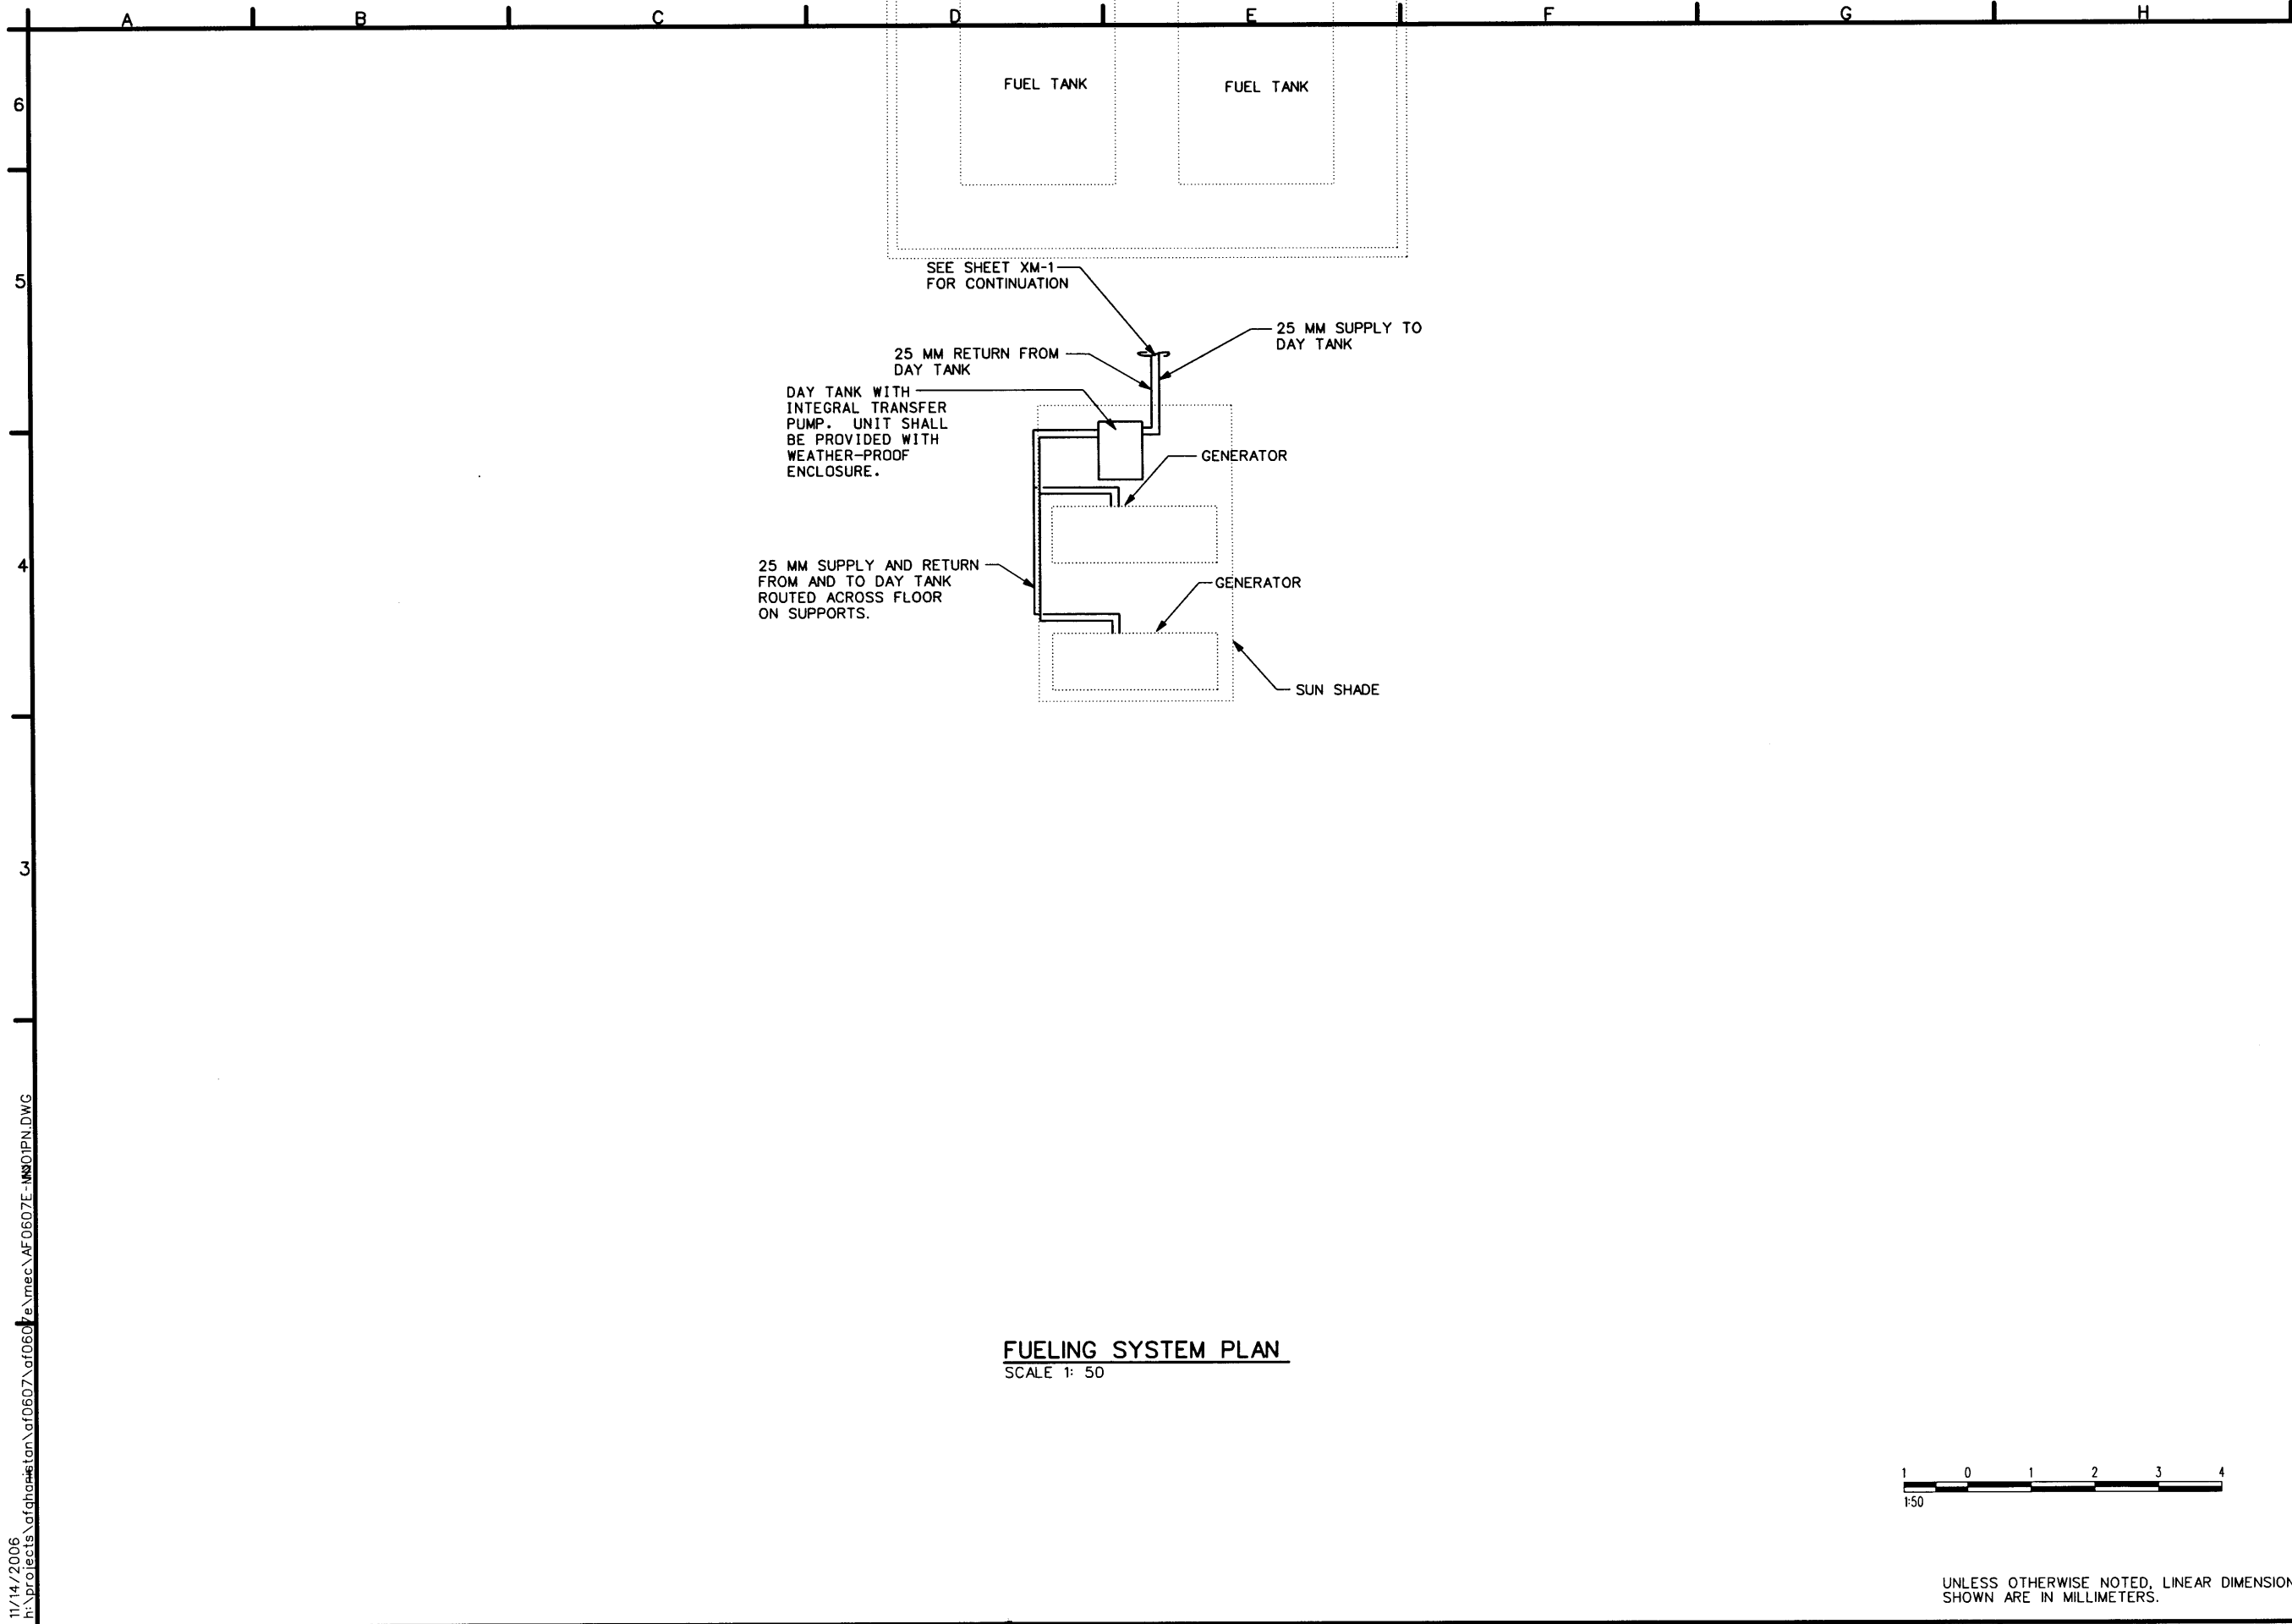 A B C D E F G H
6
FUEL TANK
FUEL TANK
5
SEE SHEET XM-1
FOR CONTINUATION
25 MM SUPPLY TO
DAY TANK
25 MM RETURN FROM
DAY TANK
DAY TANK WITH
INTEGRAL TRANSFER
PUMP. UNIT SHALL
BE PROVIDED WITH
WEATHER-PROOF
ENCLOSURE.
GENERATOR
4
25 MM SUPPLY AND RETURN
FROM AND TO DAY TANK
ROUTED ACROSS FLOOR
ON SUPPORTS.
GENERATOR
SUN SHADE
3
FUELING SYSTEM PLAN
SCALE 1: 50
1 0 1 2 3 4
1:50
UNLESS OTHERWISE NOTED, LINEAR DIMENSION
SHOWN ARE IN MILLIMETERS.
11/14/2006